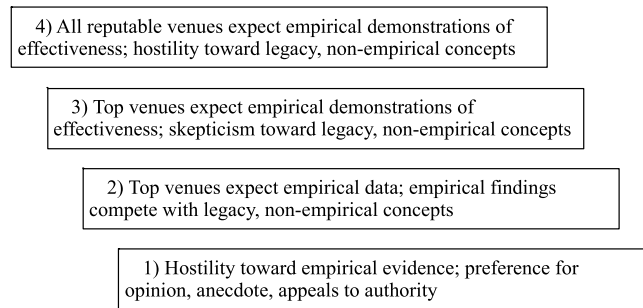 4) All reputable venues expect empirical demonstrations of
effectiveness; hostility toward legacy, non-empirical concepts
3) Top venues expect empirical demonstrations of
effectiveness; skepticism toward legacy, non-empirical concepts
2) Top venues expect empirical data; empirical findings
compete with legacy, non-empirical concepts
1) Hostility toward empirical evidence; preference for
opinion, anecdote, appeals to authority